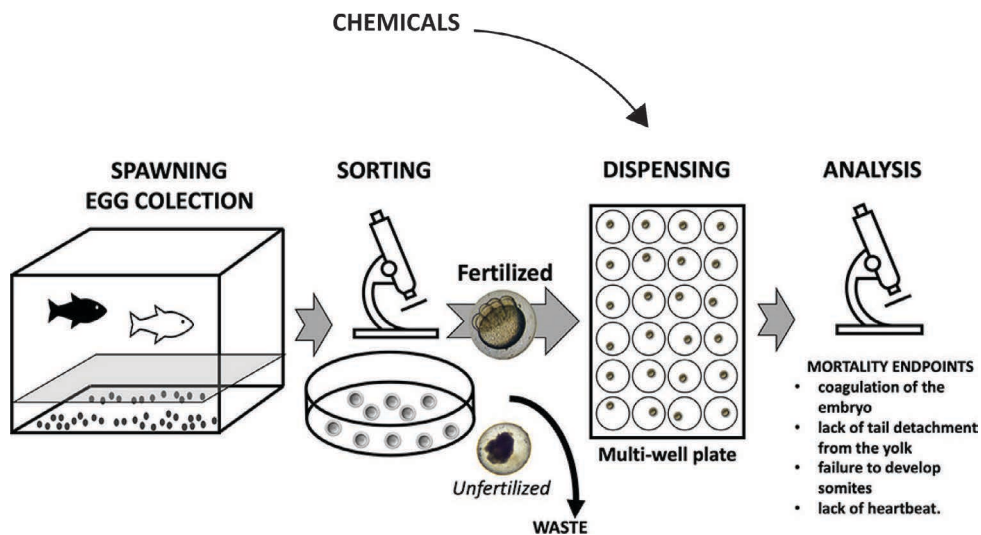 CHEMICALS
SPAWNING
EGG COLECTION
SORTING
DISPENSING
ANALYSIS
Fertilized
Unfertilized
WASTE
Multi-well plate
MORTALITY ENDPOINTS
• coagulation of the
embryo
• lack of tail detachment
from the yolk
• failure to develop
somites
• lack of heartbeat.